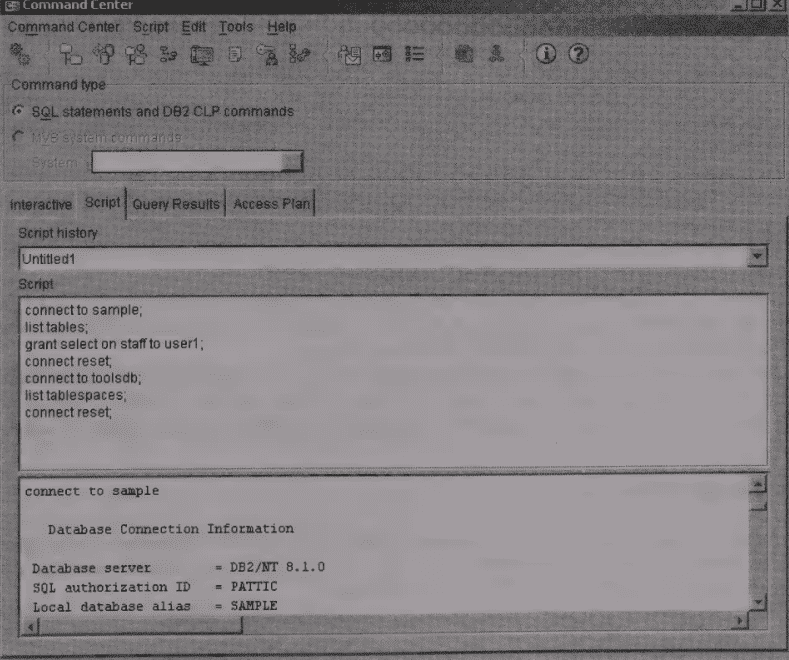 Command Center
Command Center Script Edit Tools Help
Command type
SQL statements and DB2 CLP commands
MVS system commands
System
Interactive Script Query Results Access Plan
Script history
Untitled1
Script
connect to sample;
list tables;
grant select on staff to user1;
connect reset;
connect to toolsdb;
list tablespaces;
connect reset;
connect to sample
Database Connection Information
Database server = DB2/NT 8.1.0
SQL authorization ID = PATTIC
Local database alias = SAMPLE